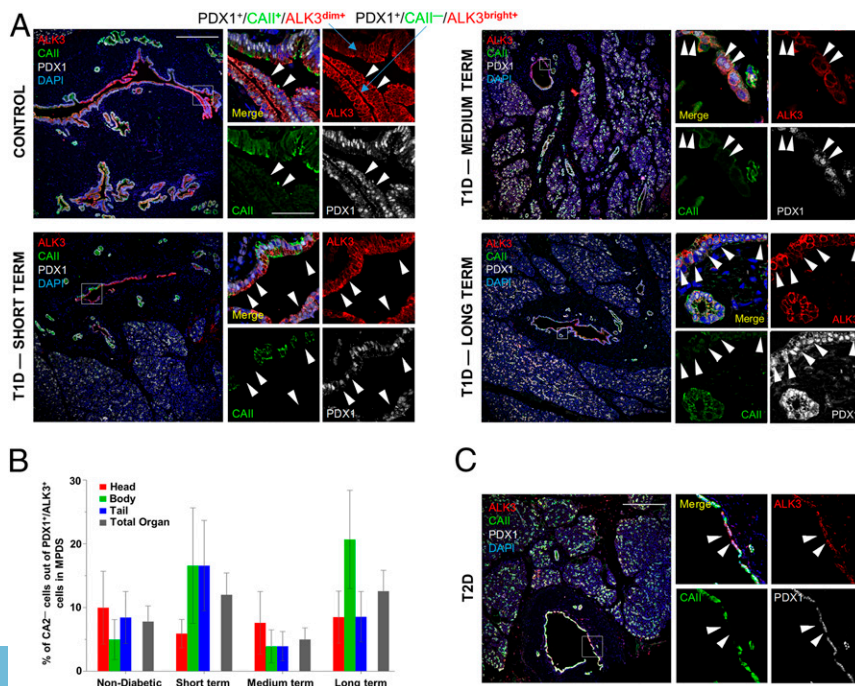 PDX1⁺/CAII⁺/ALK3ᵈⁱᵐ⁺ PDX1⁺/CAII—/ALK3ᵇʳⁱᵍʰᵗ⁺
A
CONTROL
ALK3
CAII
PDX1
DAPI
Merge
ALK3
CAII
PDX1
T1D — MEDIUM TERM
ALK3
CAII
PDX1
DAPI
Merge
ALK3
CAII
PDX1
T1D — SHORT TERM
ALK3
CAII
PDX1
DAPI
Merge
ALK3
CAII
PDX1
T1D — LONG TERM
ALK3
CAII
PDX1
DAPI
Merge
ALK3
CAII
PDX1
B
% of CA2— cells out of PDX1⁺/ALK3⁺
cells in MPDS
30
20
10
0
Head
Body
Tail
Total Organ
Non-Diabetic Short term Medium term Long term
C
T2D
ALK3
CAII
PDX1
DAPI
Merge
ALK3
CAII
PDX1